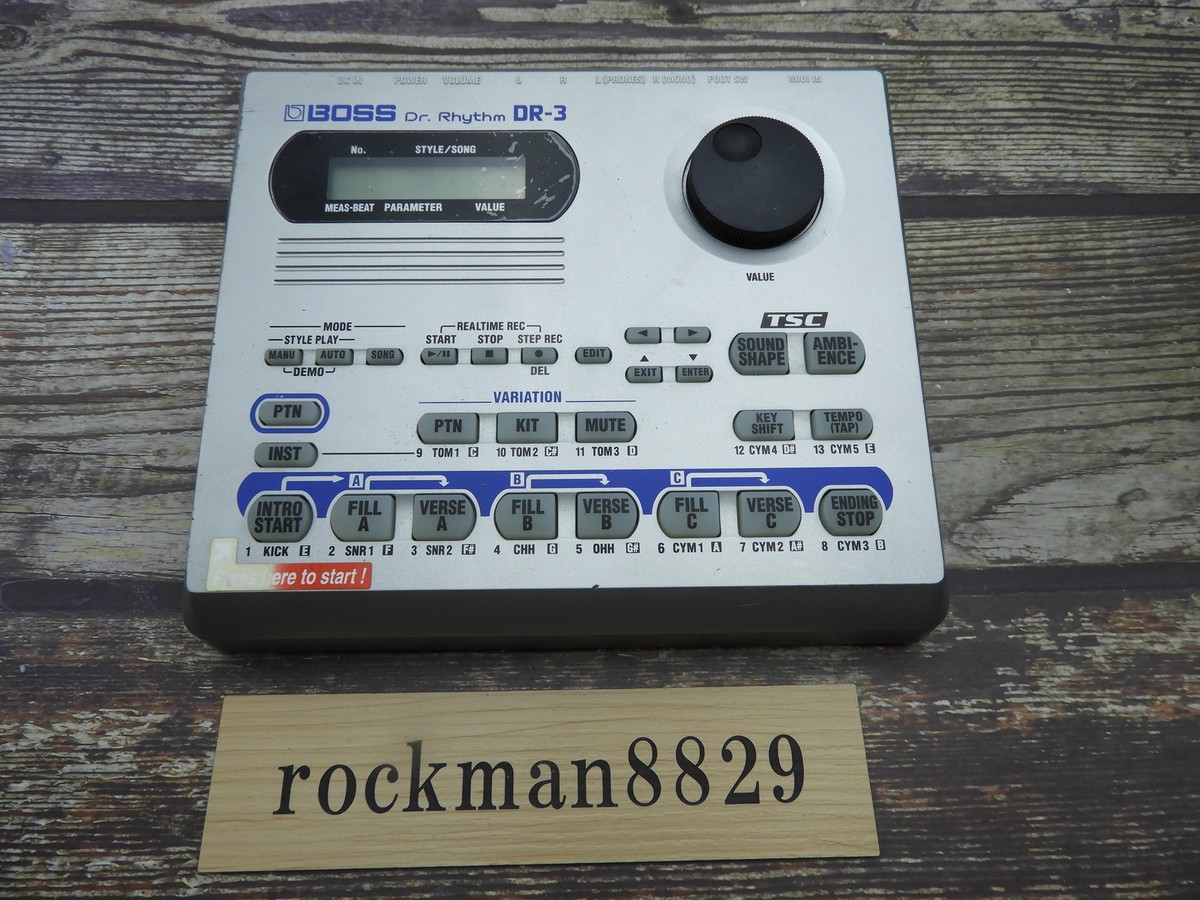 DC IN POWER VOLUME L R L (PHONES) R (MONO) FOOT SW MIDI IN
BOSS Dr. Rhythm DR-3
No. STYLE/SONG
MEAS-BEAT PARAMETER VALUE
VALUE
MODE
STYLE PLAY
MANU AUTO SONG
DEMO
REALTIME REC
START STOP STEP REC
►/II ■ ●
DEL
EDIT
◄ ►
▲ ▼
EXIT ENTER
TSC
SOUND SHAPE
AMBI-ENCE
PTN
VARIATION
PTN KIT MUTE
KEY SHIFT
TEMPO (TAP)
INST
9 TOM1 C 10 TOM2 C# 11 TOM3 D
12 CYM4 D# 13 CYM5 E
A B C
INTRO START
FILL A
VERSE A
FILL B
VERSE B
FILL C
VERSE C
ENDING STOP
1 KICK E 2 SNR1 F 3 SNR2 F# 4 CHH G 5 OHH G# 6 CYM1 A 7 CYM2 A# 8 CYM3 B
Press here to start !
rockman8829